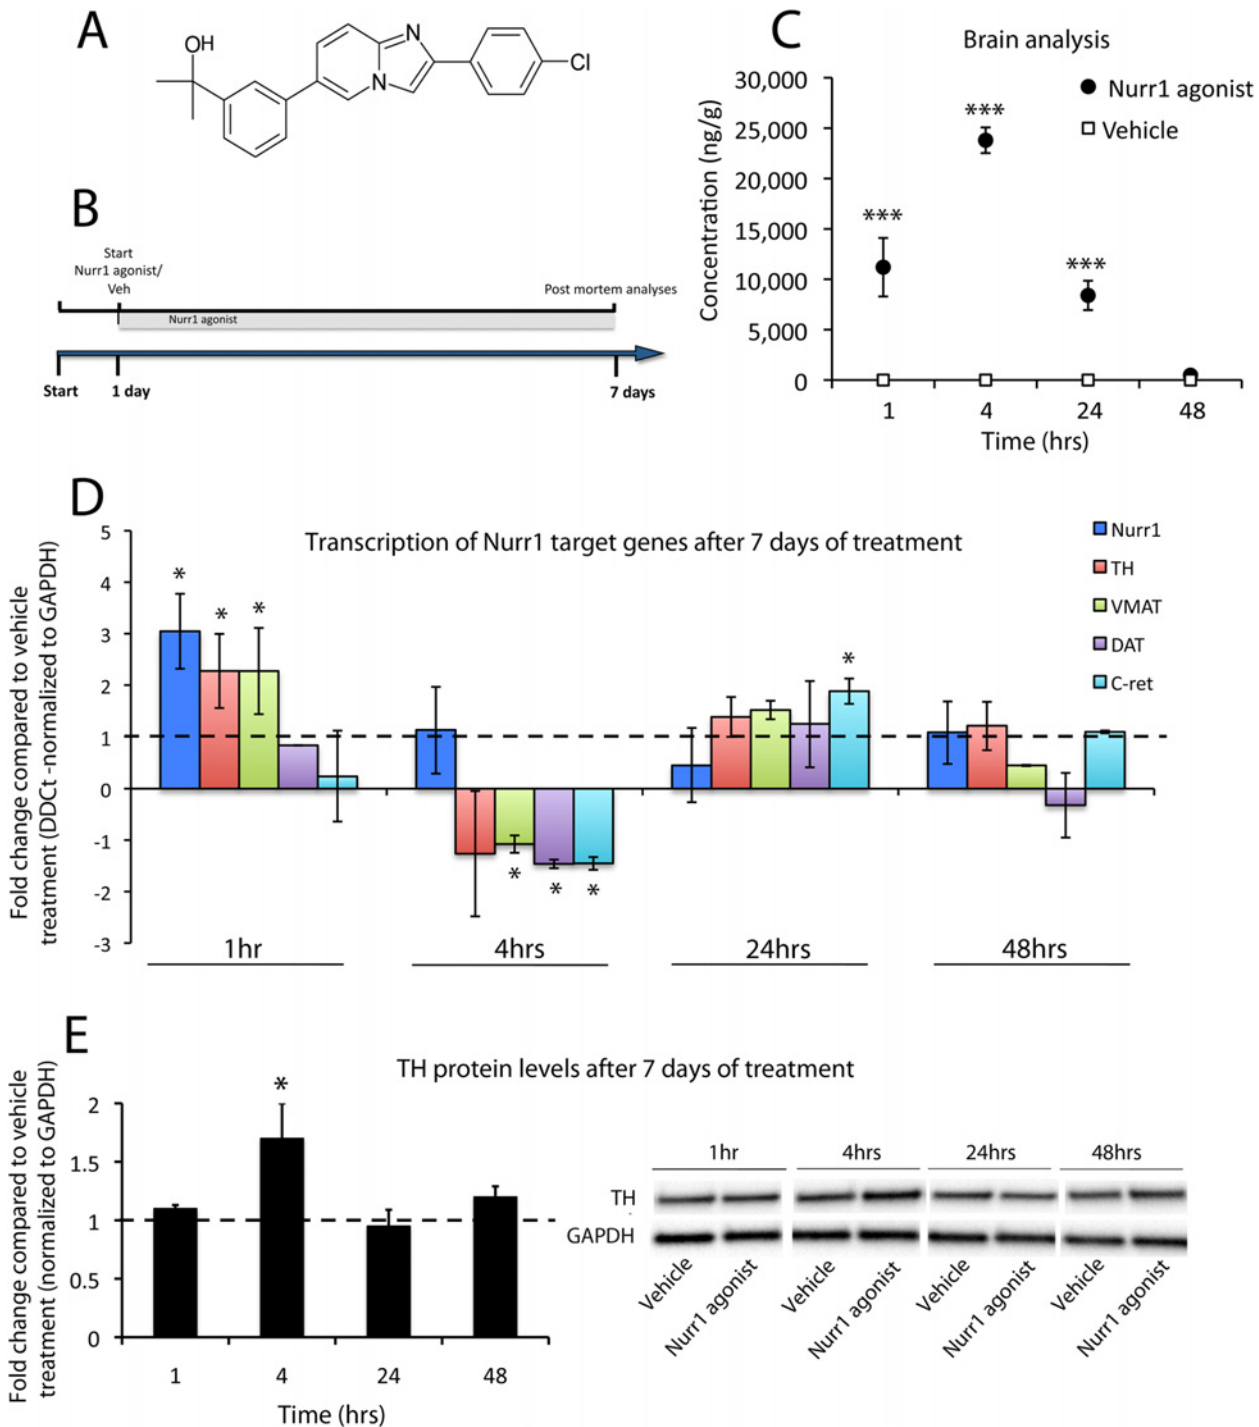 A
OH
N
N
Cl
B
Start
Nurr1 agonist/
Veh
Post mortem analyses
Nurr1 agonist
Start
1 day
7 days
C
Brain analysis
Concentration (ng/g)
30,000
25,000
20,000
15,000
10,000
5,000
0
***
***
***
Nurr1 agonist
Vehicle
1
4
24
48
Time (hrs)
D
Transcription of Nurr1 target genes after 7 days of treatment
Fold change compared to vehicle
treatment (DDCt -normalized to GAPDH)
5
4
3
2
1
0
-1
-2
-3
*
*
*
*
*
*
*
Nurr1
TH
VMAT
DAT
C-ret
1hr
4hrs
24hrs
48hrs
E
TH protein levels after 7 days of treatment
Fold change compared to vehicle
treatment (normalized to GAPDH)
2
1.5
1
0.5
0
*
1
4
24
48
Time (hrs)
1hr
4hrs
24hrs
48hrs
TH
GAPDH
Vehicle
Nurr1 agonist
Vehicle
Nurr1 agonist
Vehicle
Nurr1 agonist
Vehicle
Nurr1 agonist